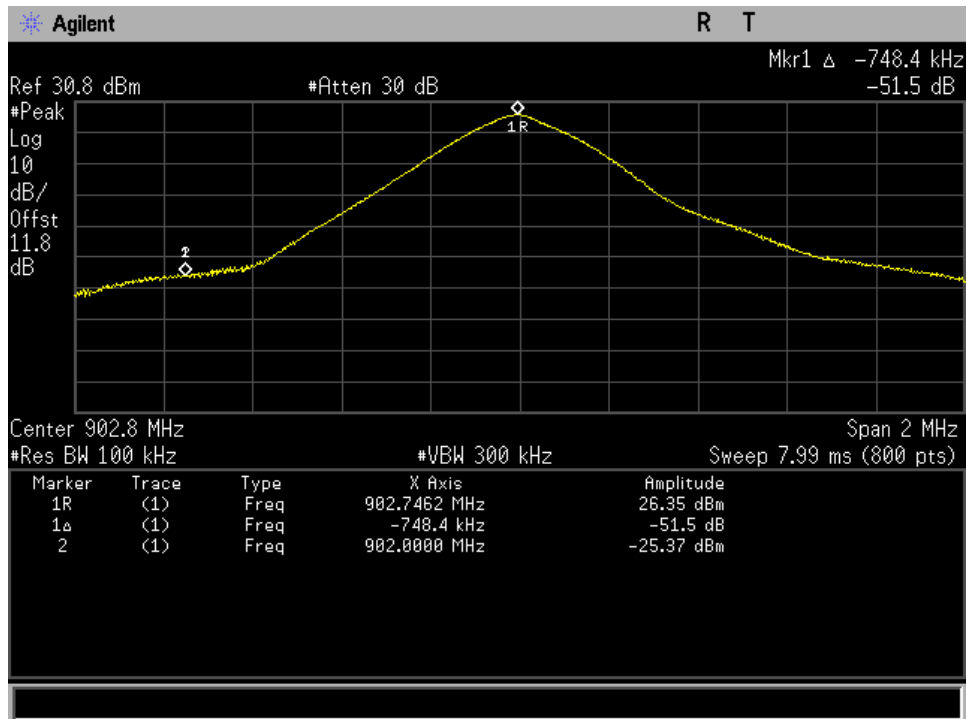 Agilent R T
Mkr1 Δ -748.4 kHz
Ref 30.8 dBm #Atten 30 dB -51.5 dB
#Peak
Log
10
dB/
Offst
11.8
dB
1R
2
Center 902.8 MHz Span 2 MHz
#Res BW 100 kHz #VBW 300 kHz Sweep 7.99 ms (800 pts)
Marker Trace Type X Axis Amplitude
1R (1) Freq 902.7462 MHz 26.35 dBm
1Δ (1) Freq -748.4 kHz -51.5 dB
2 (1) Freq 902.0000 MHz -25.37 dBm